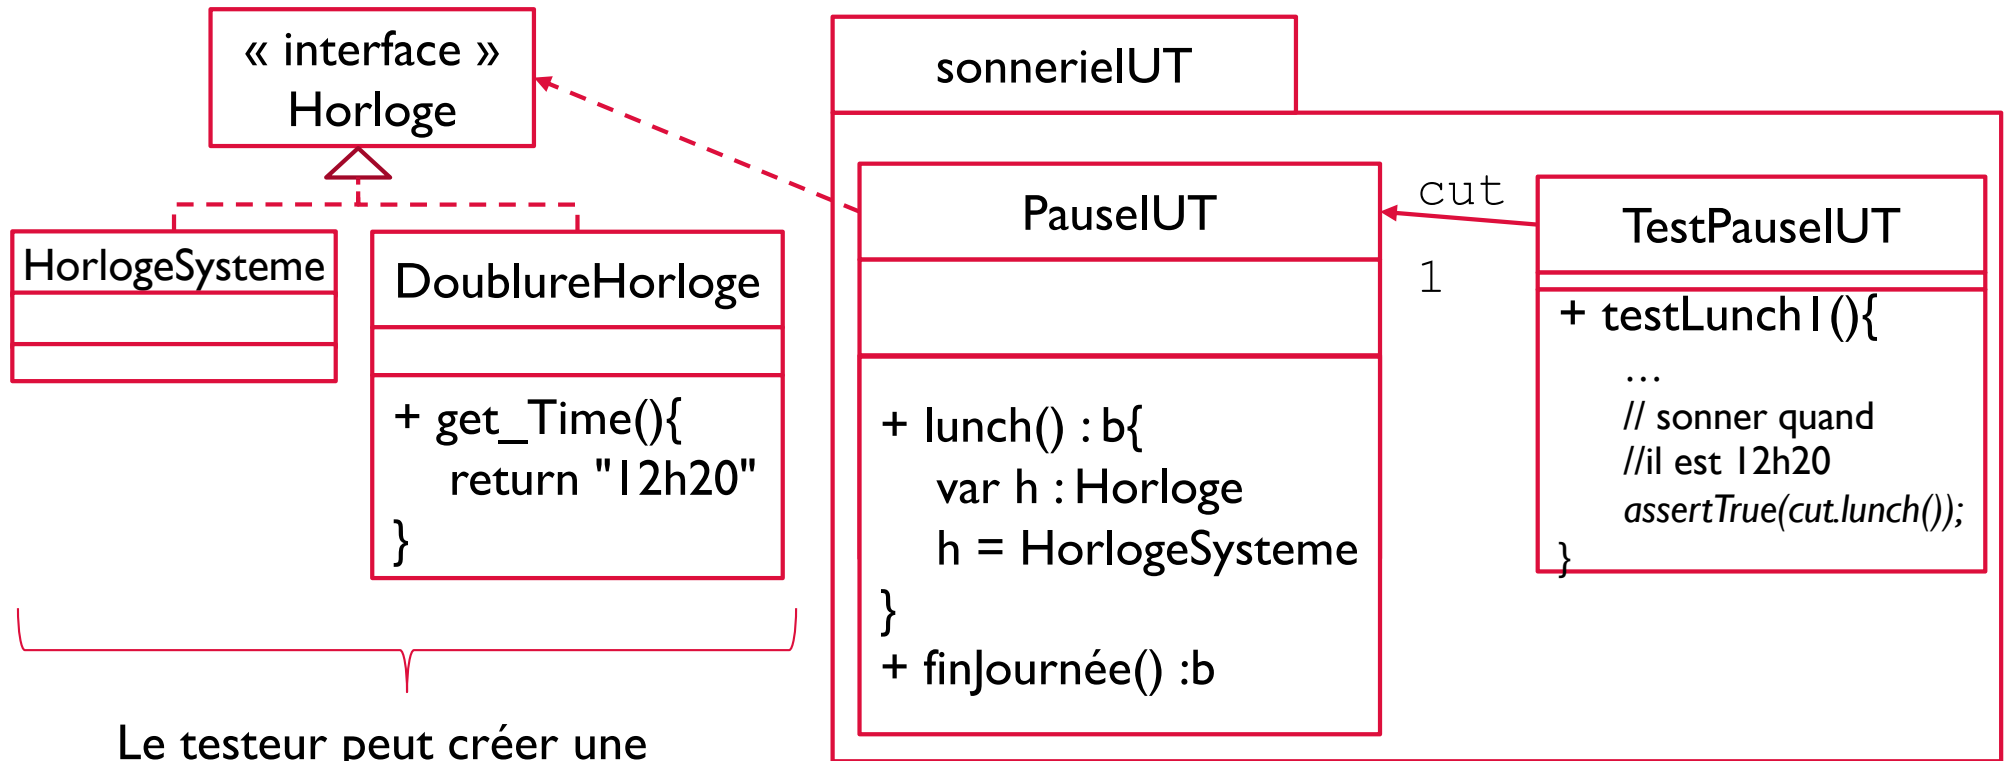 « interface »
Horloge
HorlogeSysteme
DoublureHorloge
+ get_Time(){
return "12h20"
}
Le testeur peut créer une
sonnerieIUT
PauseIUT
+ lunch() : b{
var h : Horloge
h = HorlogeSysteme
}
+ finJournée() :b
cut
1
TestPauseIUT
+ testLunch1(){
…
// sonner quand
//il est 12h20
assertTrue(cut.lunch());
}